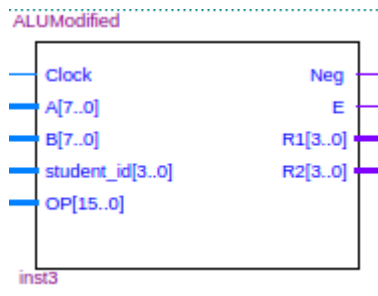 ALUModified
Clock
Neg
A[7..0]
E
B[7..0]
R1[3..0]
student_id[3..0]
R2[3..0]
OP[15..0]
inst3